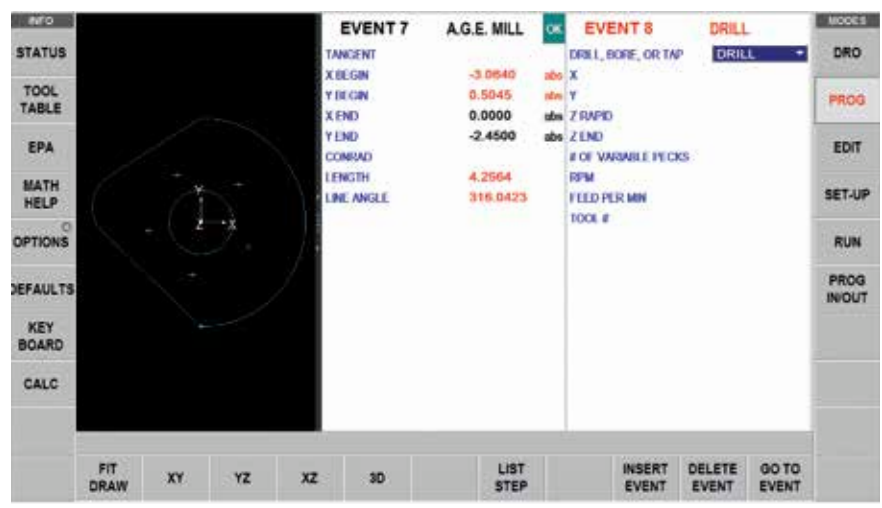 INFO
STATUS
TOOL
TABLE
EPA
MATH
HELP
OPTIONS
DEFAULTS
KEY
BOARD
CALC
Y
Z
X
EVENT 7 A.G.E. MILL OK
TANGENT
X BEGIN -3.0640 abs
Y BEGIN 0.5045 abs
X END 0.0000 abs
Y END -2.4500 abs
CONRAD
LENGTH 4.2564
LINE ANGLE 316.0423
EVENT 8 DRILL
DRILL, BORE, OR TAP DRILL
X
Y
Z RAPID
Z END
# OF VARIABLE PECKS
RPM
FEED PER MIN
TOOL #
MODES
DRO
PROG
EDIT
SET-UP
RUN
PROG
IN/OUT
FIT
DRAW
XY
YZ
XZ
3D
LIST
STEP
INSERT
EVENT
DELETE
EVENT
GO TO
EVENT